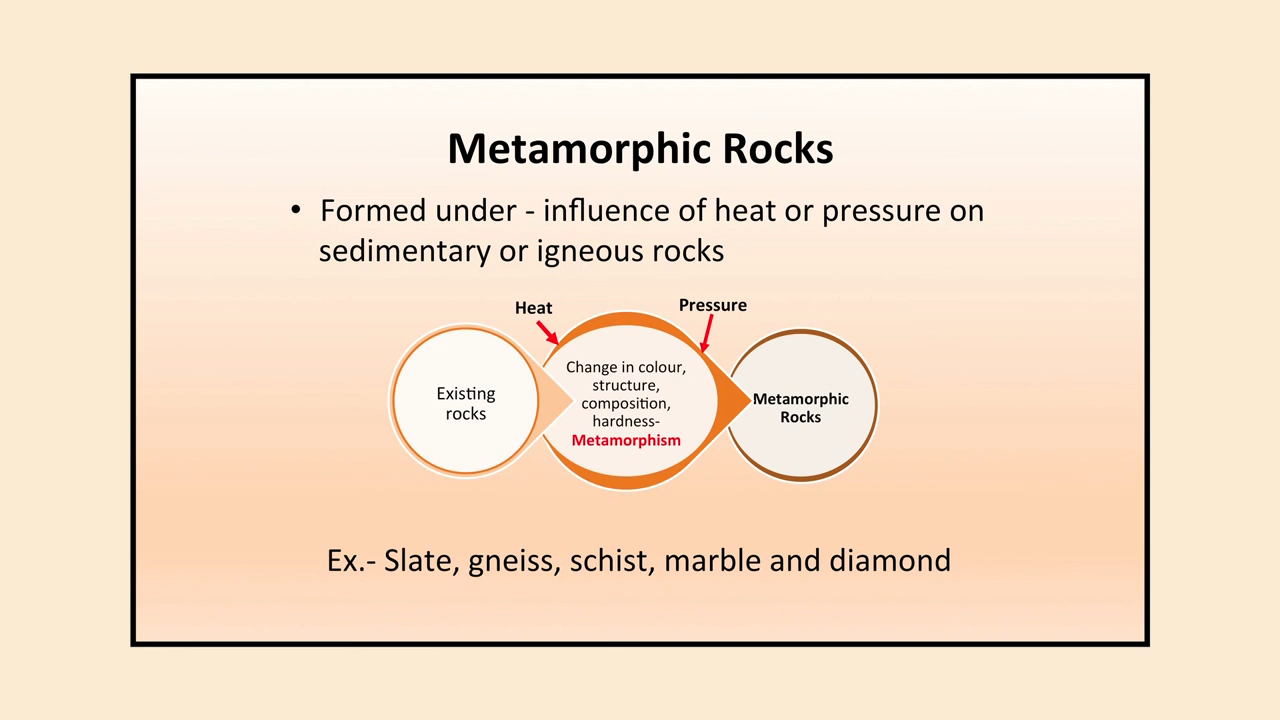 Metamorphic Rocks
• Formed under - influence of heat or pressure on
sedimentary or igneous rocks
Heat
Pressure
Existing
rocks
Change in colour,
structure,
composition,
hardness-
Metamorphism
Metamorphic
Rocks
Ex.- Slate, gneiss, schist, marble and diamond